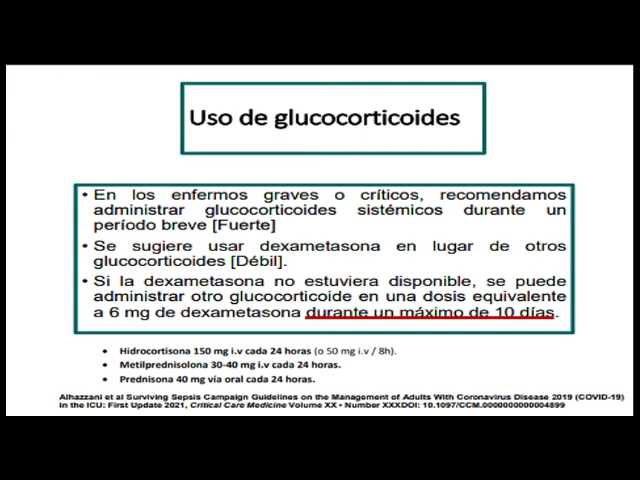 Uso de glucocorticoides
• En los enfermos graves o críticos, recomendamos
administrar glucocorticoides sistémicos durante un
período breve [Fuerte]
• Se sugiere usar dexametasona en lugar de otros
glucocorticoides [Débil].
• Si la dexametasona no estuviera disponible, se puede
administrar otro glucocorticoide en una dosis equivalente
a 6 mg de dexametasona durante un máximo de 10 días.
• Hidrocortisona 150 mg i.v cada 24 horas (o 50 mg i.v / 8h).
• Metilprednisolona 30-40 mg i.v cada 24 horas.
• Prednisona 40 mg vía oral cada 24 horas.
Alhazzani et al Surviving Sepsis Campaign Guidelines on the Management of Adults With Coronavirus Disease 2019 (COVID-19)
in the ICU: First Update 2021, Critical Care Medicine Volume XX • Number XXXDOI: 10.1097/CCM.0000000000004899